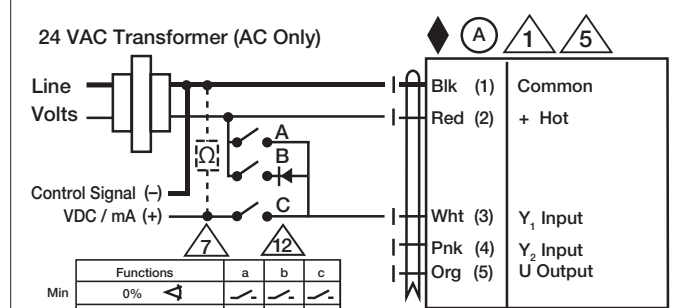 24 VAC Transformer (AC Only)
A 1 5
Line
Volts
Blk (1) Common
Red (2) + Hot
A
B
C
Ω
Control Signal (–)
VDC / mA (+)
Wht (3) Y1 Input
Pnk (4) Y2 Input
Org (5) U Output
7 12
Functions a b c
Min 0%